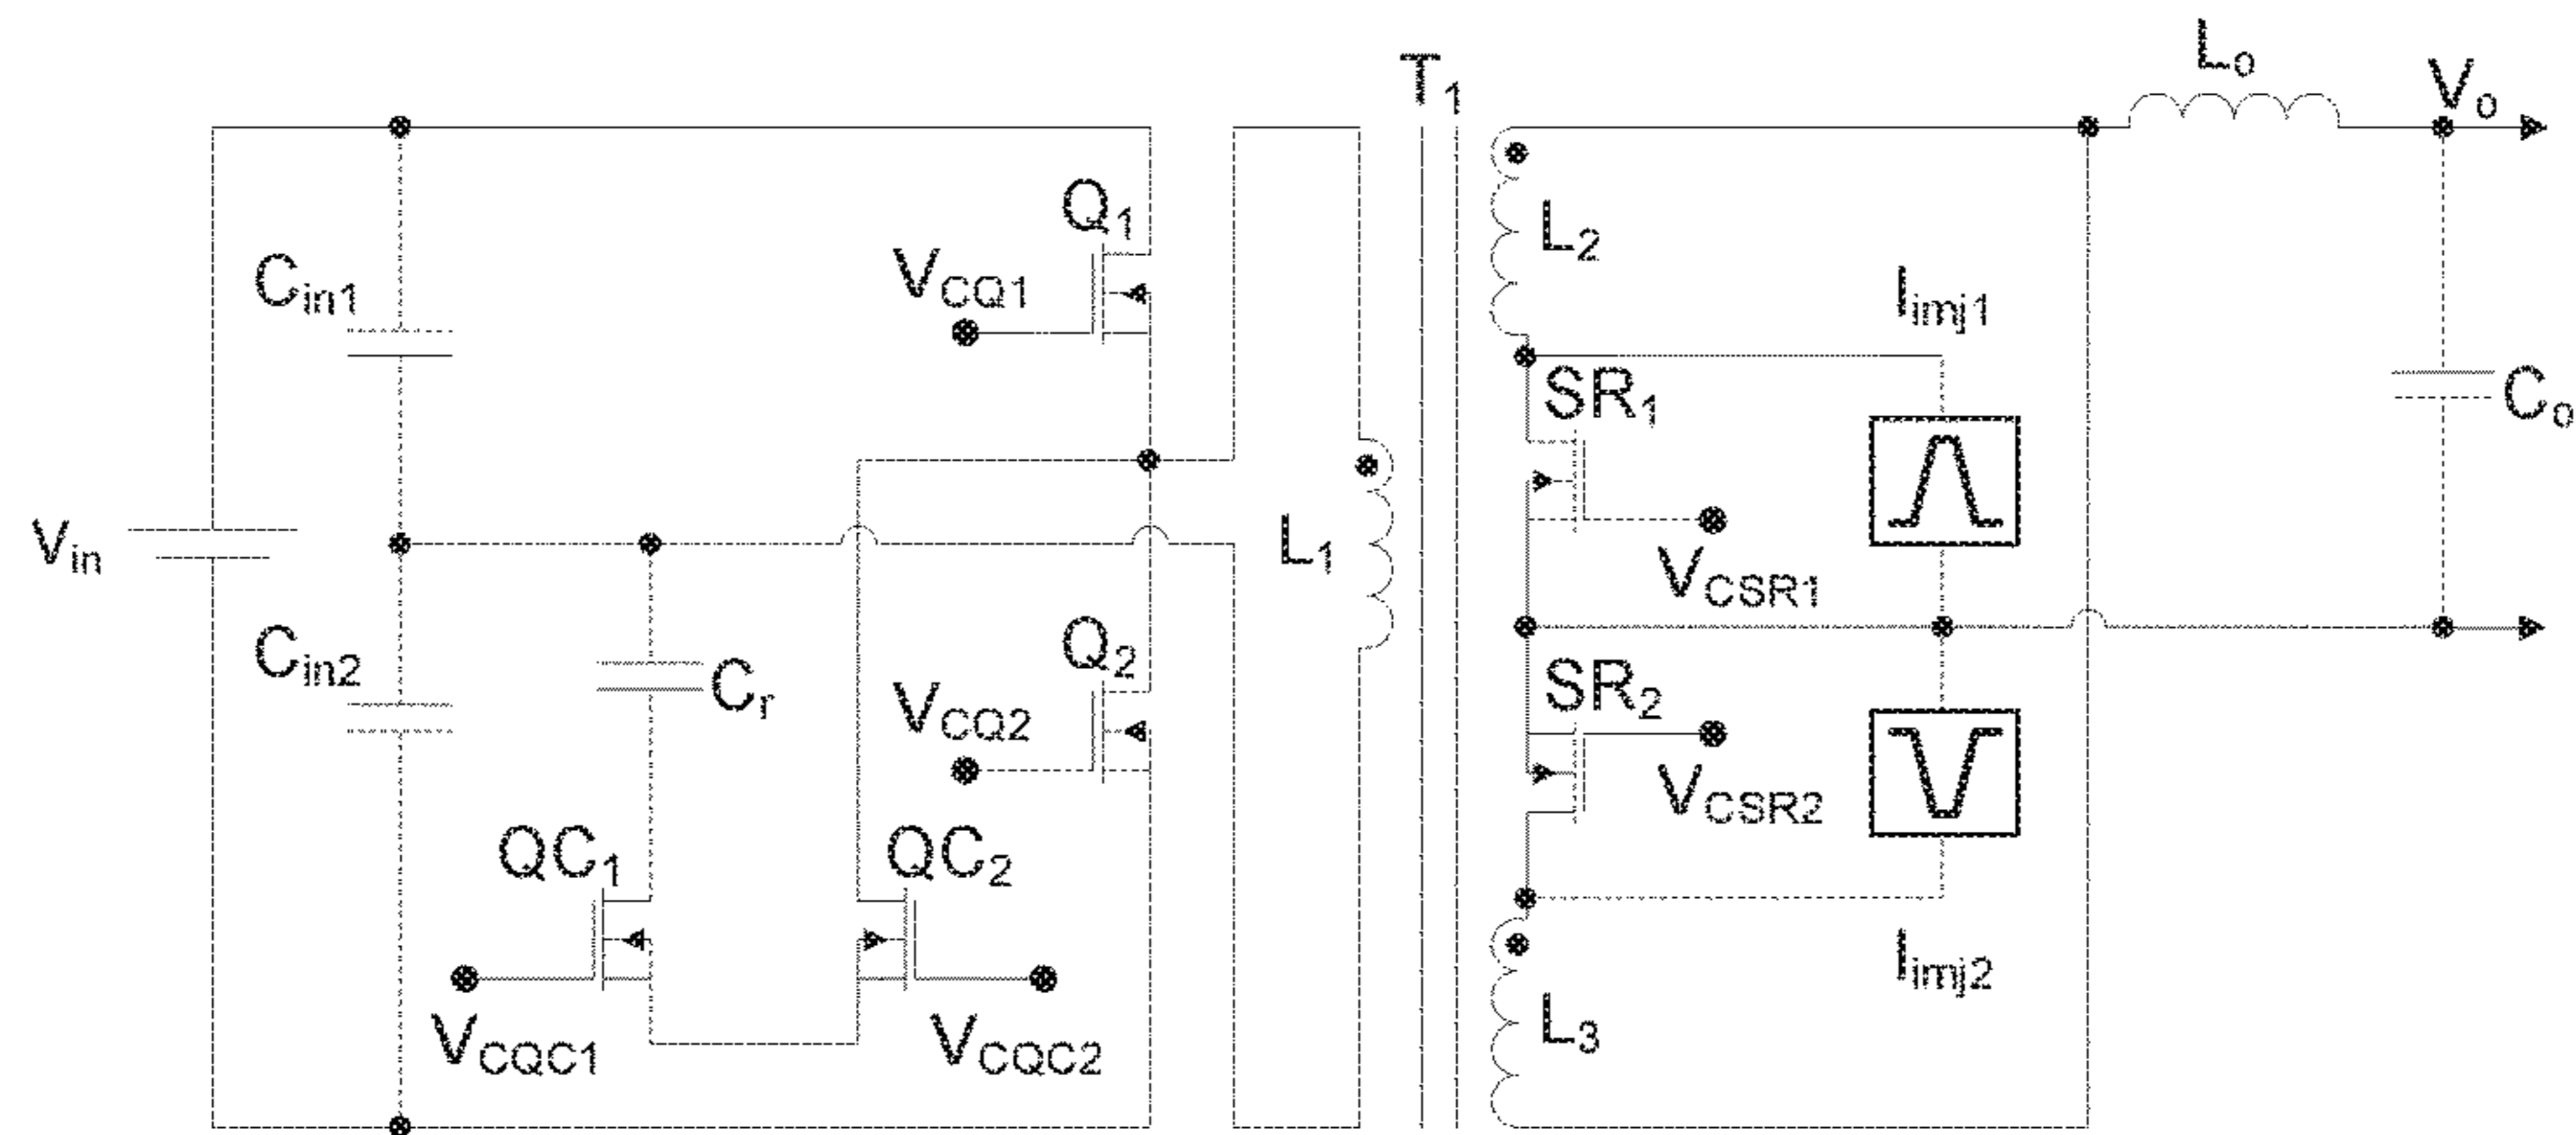 T1
Lo
Vo
Q1
L2
Cin1
VCQ1
Iimj1
SR1
Co
Vin
L1
VCSR1
Cin2
Q2
SR2
Cr
VCQ2
VCSR2
QC1
QC2
Iimj2
L3
VCQC1
VCQC2